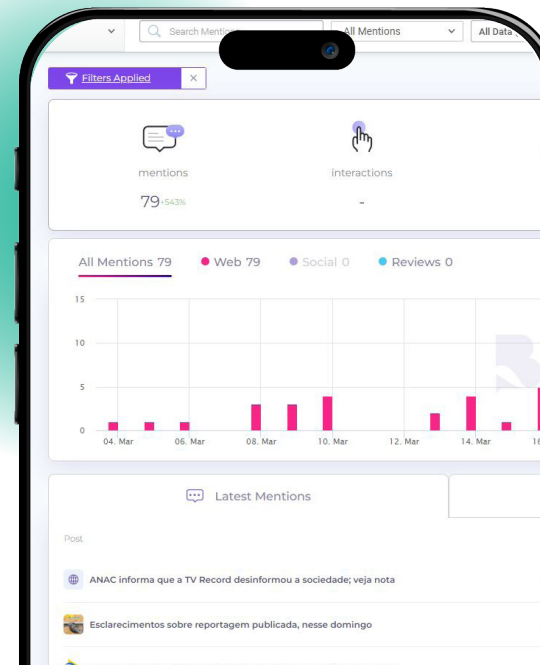 Search Mentions
All Mentions
All Data
Filters Applied
×
mentions
interactions
79 +543%
-
All Mentions 79
Web 79
Social 0
Reviews 0
15
10
5
0
04. Mar
06. Mar
08. Mar
10. Mar
12. Mar
14. Mar
16
Latest Mentions
Post
ANAC informa que a TV Record desinformou a sociedade; veja nota
Esclarecimentos sobre reportagem publicada, nesse domingo